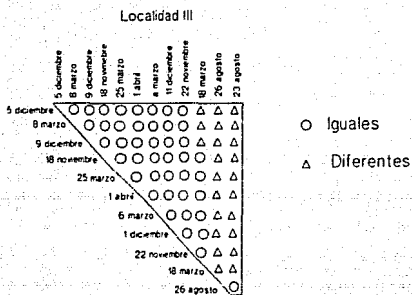 Localidad III
5 diciembre
8 marzo
9 diciembre
18 noviembre
25 marzo
1 abril
8 marzo
11 diciembre
22 noviembre
18 marzo
26 agosto
23 agosto
5 diciembre
8 marzo
9 diciembre
18 noviembre
25 marzo
1 abril
6 marzo
1 diciembre
22 noviembre
18 marzo
26 agosto
Iguales
Diferentes